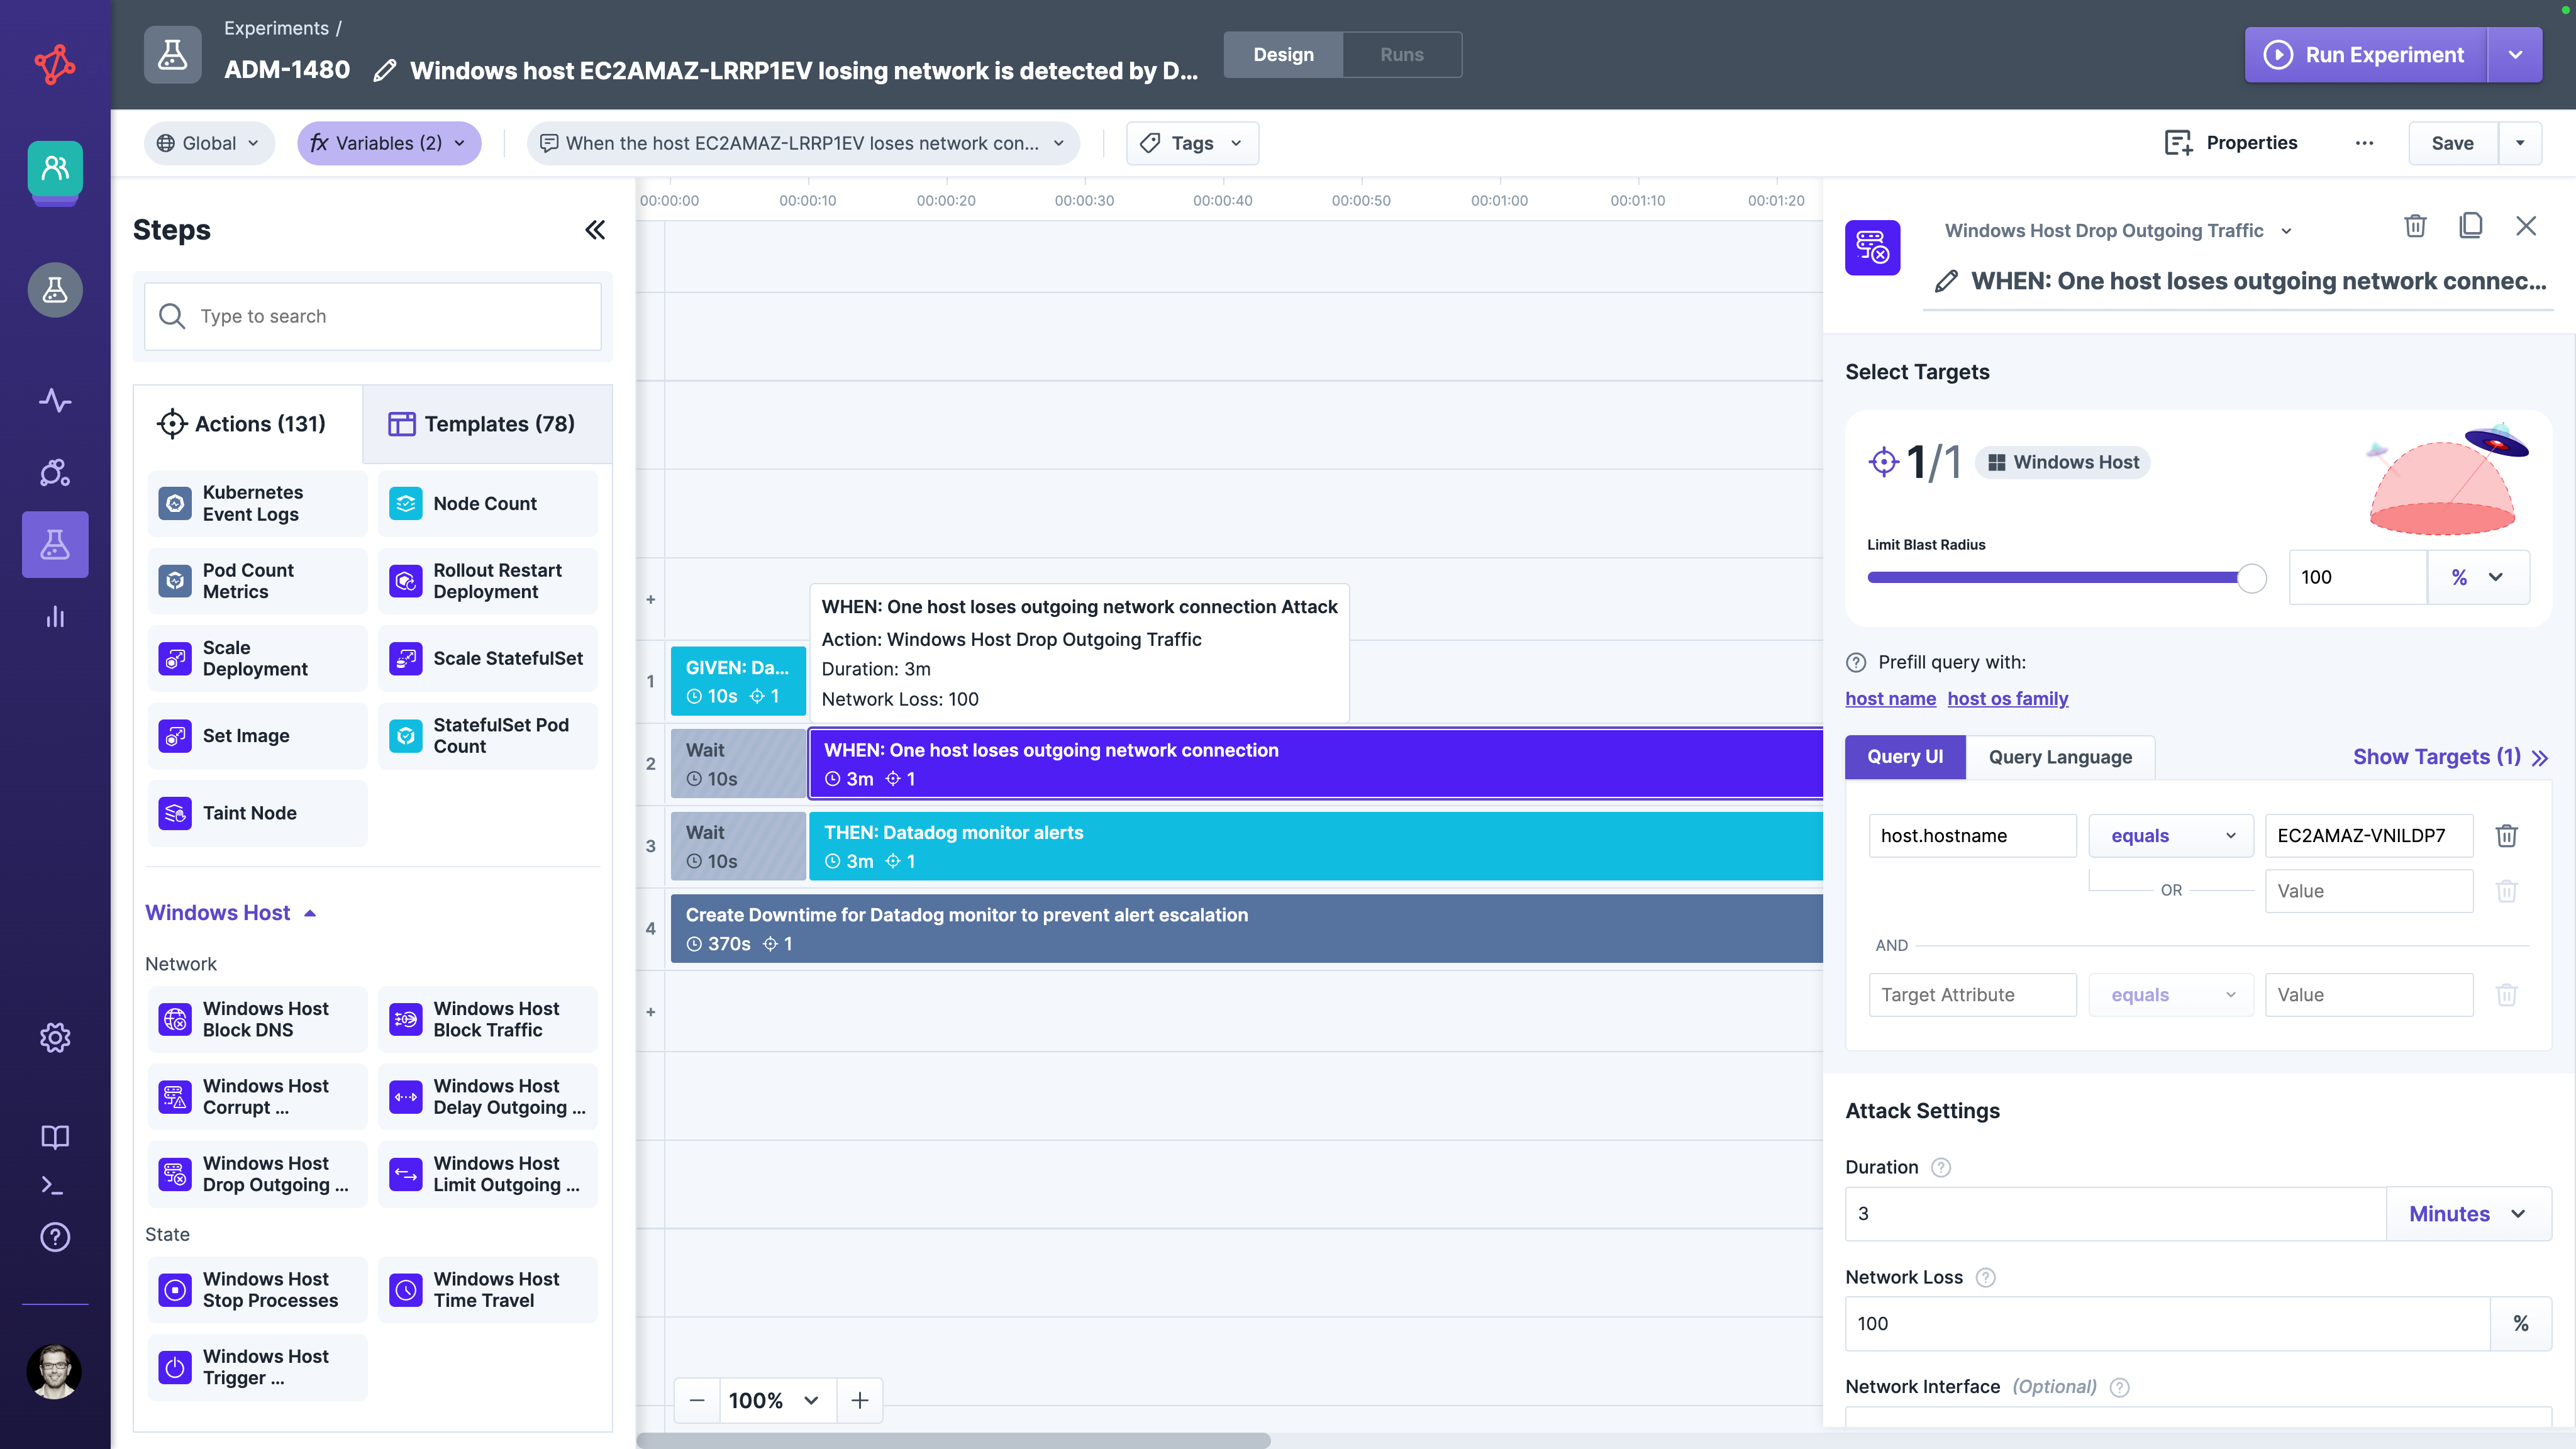 Experiments /
ADM-1480
Windows host EC2AMAZ-LRRP1EV losing network is detected by D...
Design
Runs
Run Experiment
Global
fx Variables (2)
When the host EC2AMAZ-LRRP1EV loses network con...
Tags
Properties
Save
Steps
Type to search
Actions (131)
Templates (78)
Kubernetes
Event Logs
Node Count
Pod Count
Metrics
Rollout Restart
Deployment
Scale
Deployment
Scale StatefulSet
Set Image
StatefulSet Pod
Count
Taint Node
Windows Host
Network
Windows Host
Block DNS
Windows Host
Block Traffic
Windows Host
Corrupt ...
Windows Host
Delay Outgoing ...
Windows Host
Drop Outgoing ...
Windows Host
Limit Outgoing ...
State
Windows Host
Stop Processes
Windows Host
Time Travel
Windows Host
Trigger ...
00:00:00 00:00:10 00:00:20 00:00:30 00:00:40 00:00:50 00:01:00 00:01:10 00:01:20
+
WHEN: One host loses outgoing network connection Attack
Action: Windows Host Drop Outgoing Traffic
Duration: 3m
Network Loss: 100
1
GIVEN: Da...
10s 1
2
Wait
10s
WHEN: One host loses outgoing network connection
3m 1
3
Wait
10s
THEN: Datadog monitor alerts
3m 1
4
Create Downtime for Datadog monitor to prevent alert escalation
370s 1
+
100%
Windows Host Drop Outgoing Traffic
WHEN: One host loses outgoing network connec...
Select Targets
1/1
Windows Host
Limit Blast Radius
100
%
Prefill query with:
host name host os family
Query UI
Query Language
Show Targets (1)
host.hostname
equals
EC2AMAZ-VNILDP7
OR
Value
AND
Target Attribute
equals
Value
Attack Settings
Duration
3
Minutes
Network Loss
100
%
Network Interface (Optional)